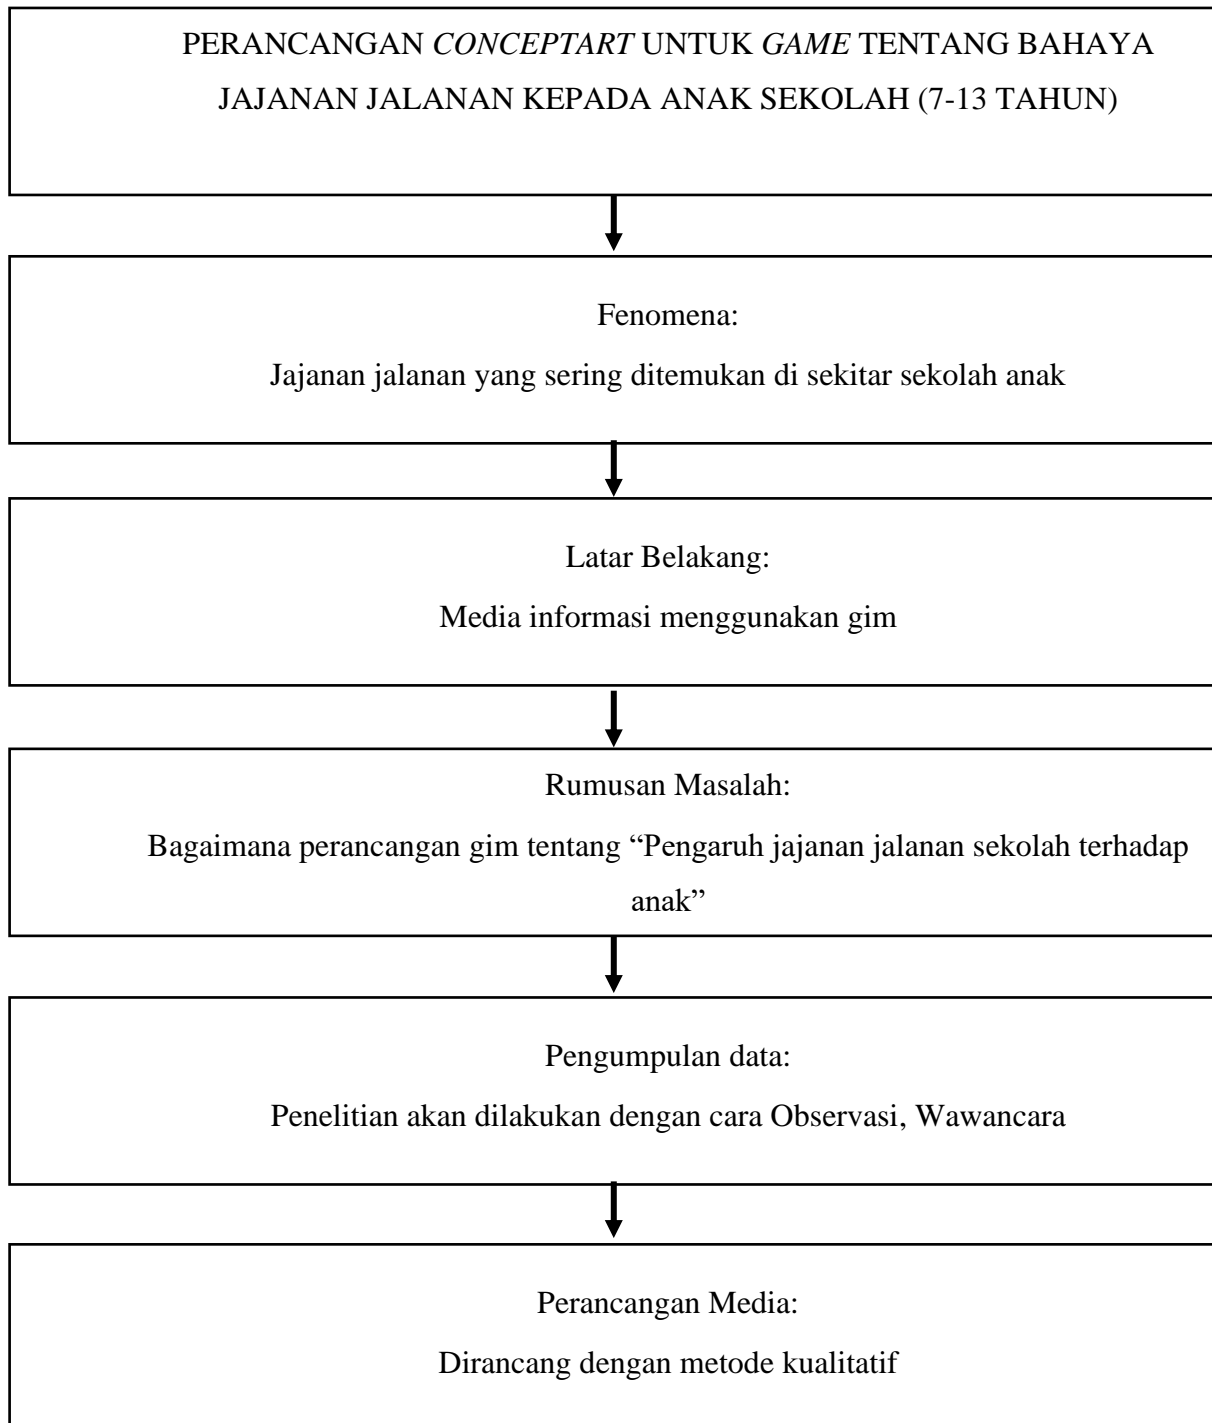 PERANCANGAN CONCEPTART UNTUK GAME TENTANG BAHAYA
JAJANAN JALANAN KEPADA ANAK SEKOLAH (7-13 TAHUN)
Fenomena:
Jajanan jalanan yang sering ditemukan di sekitar sekolah anak
Latar Belakang:
Media informasi menggunakan gim
Rumusan Masalah:
Bagaimana perancangan gim tentang “Pengaruh jajanan jalanan sekolah terhadap
anak”
Pengumpulan data:
Penelitian akan dilakukan dengan cara Observasi, Wawancara
Perancangan Media:
Dirancang dengan metode kualitatif